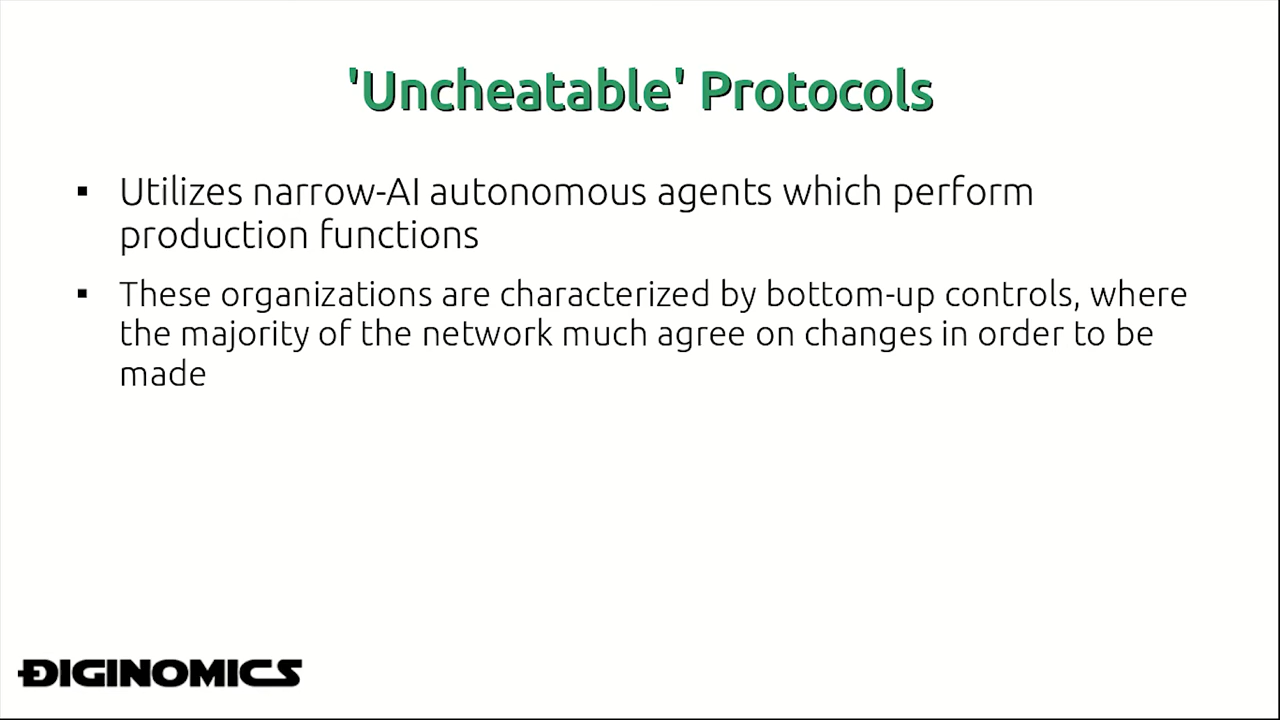 'Uncheatable' Protocols
▪ Utilizes narrow-AI autonomous agents which perform
production functions
▪ These organizations are characterized by bottom-up controls, where
the majority of the network much agree on changes in order to be
made
ĐIGINOMICS